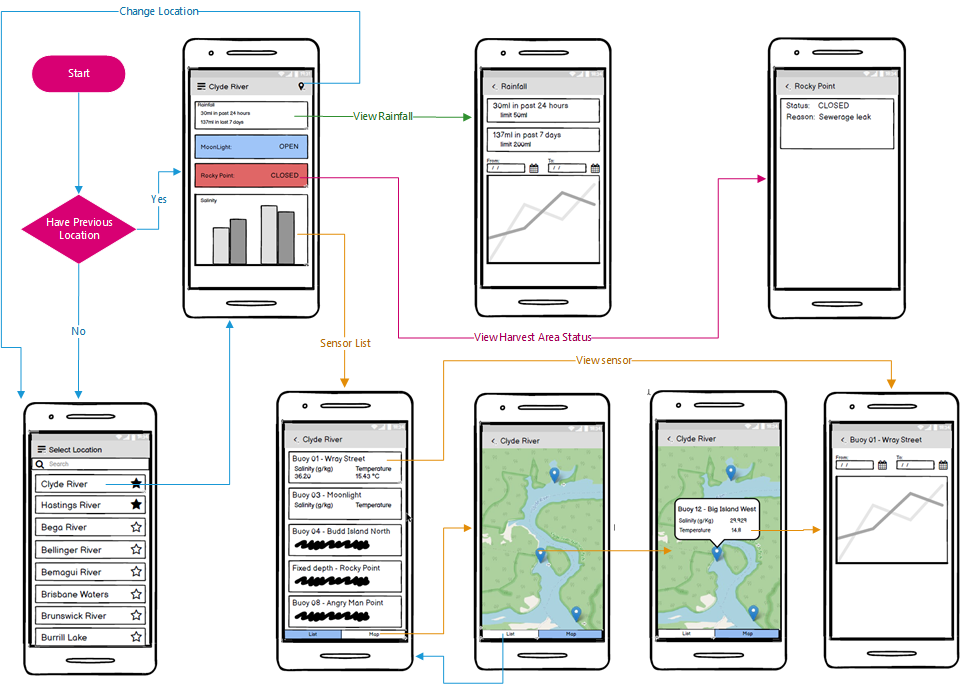 Change Location
Start
Have Previous
Location
Yes
No
Clyde River
Rainfall
30ml in past 24 hours
137ml in last 7 days
MoonLight:
OPEN
Rocky Point:
CLOSED
Salinity
View Rainfall
Rainfall
30ml in past 24 hours
limit 50ml
137ml in past 7 days
limit 200ml
From:
To:
/ /
/ /
Rocky Point
Status: CLOSED
Reason: Sewerage leak
View Harvest Area Status
Sensor List
View sensor
Select Location
Search
Clyde River
Hastings River
Bega River
Bellinger River
Bemagui River
Brisbane Waters
Brunswick River
Burrill Lake
Clyde River
Buoy 01 - Wray Street
Salinity (g/kg) Temperature
36.20 15.43 °C
Buoy 03 - Moonlight
Salinity (g/kg) Temperature
Buoy 04 - Budd Island North
Fixed depth - Rocky Point
Buoy 08 - Angry Man Point
List
Map
Clyde River
List
Map
Clyde River
Buoy 12 - Big Island West
Salinity (g/Kg) 29.929
Temperature 14.8
List
Map
Buoy 01 - Wray Street
From:
To:
/ /
/ /